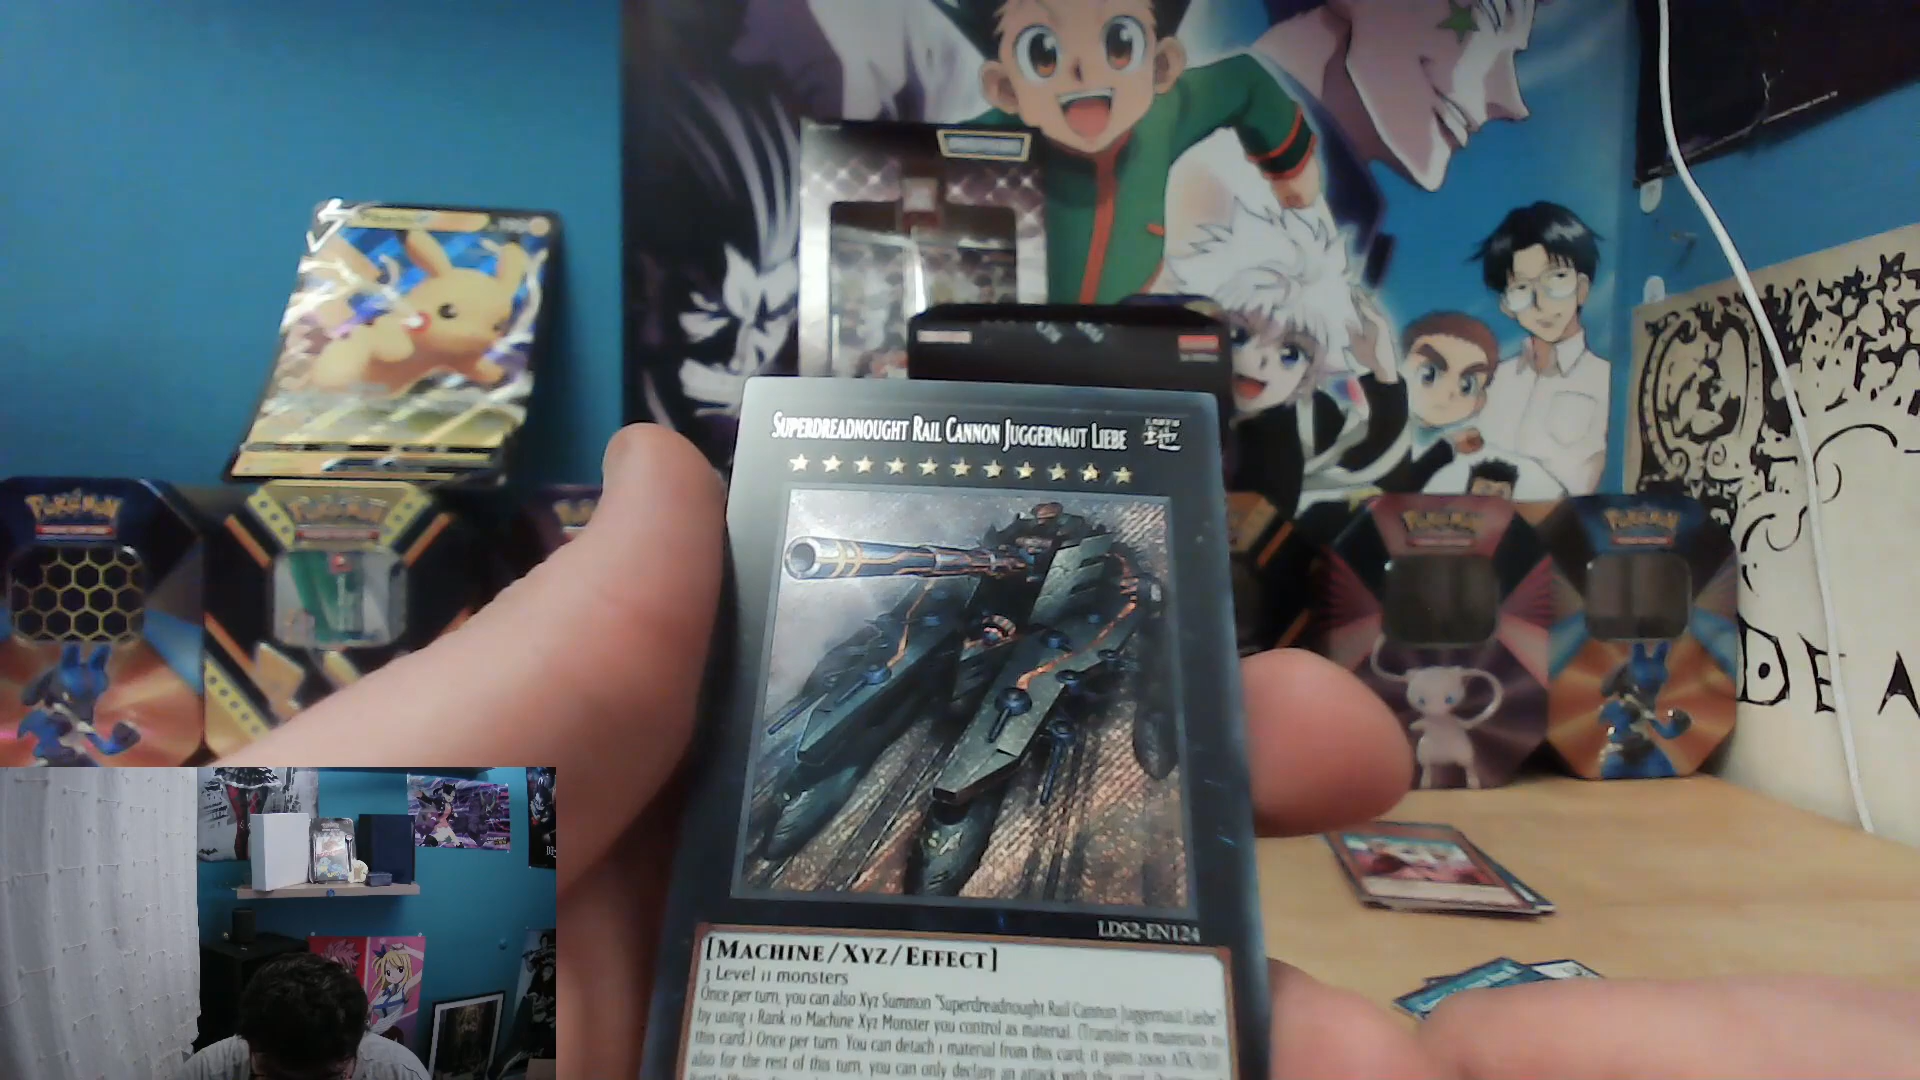 Pokémon
Pokémon
Pokémon
Pokémon
DEA
SUPERDREADNOUGHT RAIL CANNON JUGGERNAUT LIEBE
LDS2-EN124
[MACHINE/XYZ/EFFECT]
3 Level 11 monsters
Once per turn, you can also Xyz Summon "Superdreadnought Rail Cannon Juggernaut Liebe"
by using 1 Rank 10 Machine Xyz Monster you control as material. (Transfer its materials to
this card.) Once per turn: You can detach 1 material from this card; it gains 2000 ATK/DEF
also for the rest of this turn, you can only declare an attack with this card.